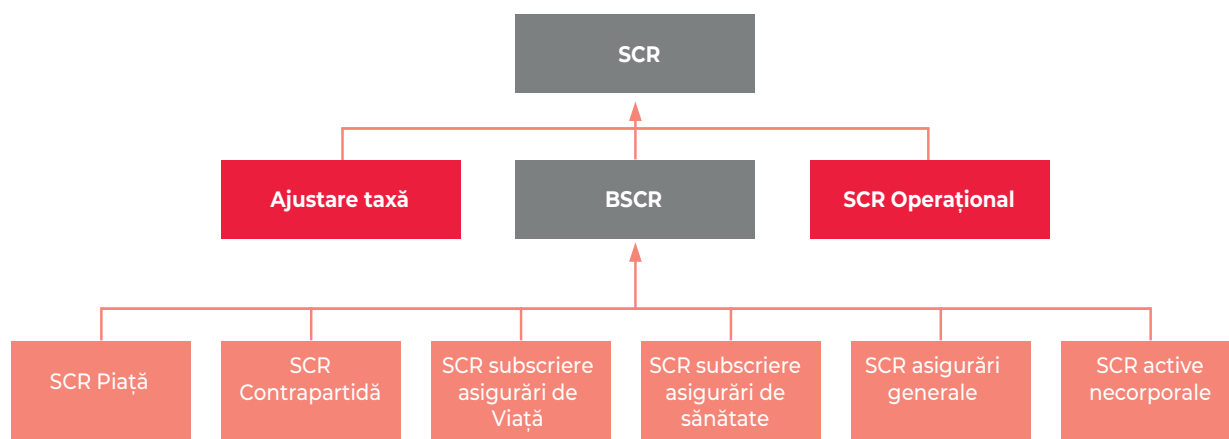 SCR
Ajustare taxă
BSCR
SCR Operațional
SCR Piață
SCR
Contrapartidă
SCR subscriere
asigurări de
Viață
SCR subscriere
asigurări de
sănătate
SCR asigurări
generale
SCR active
necorporale